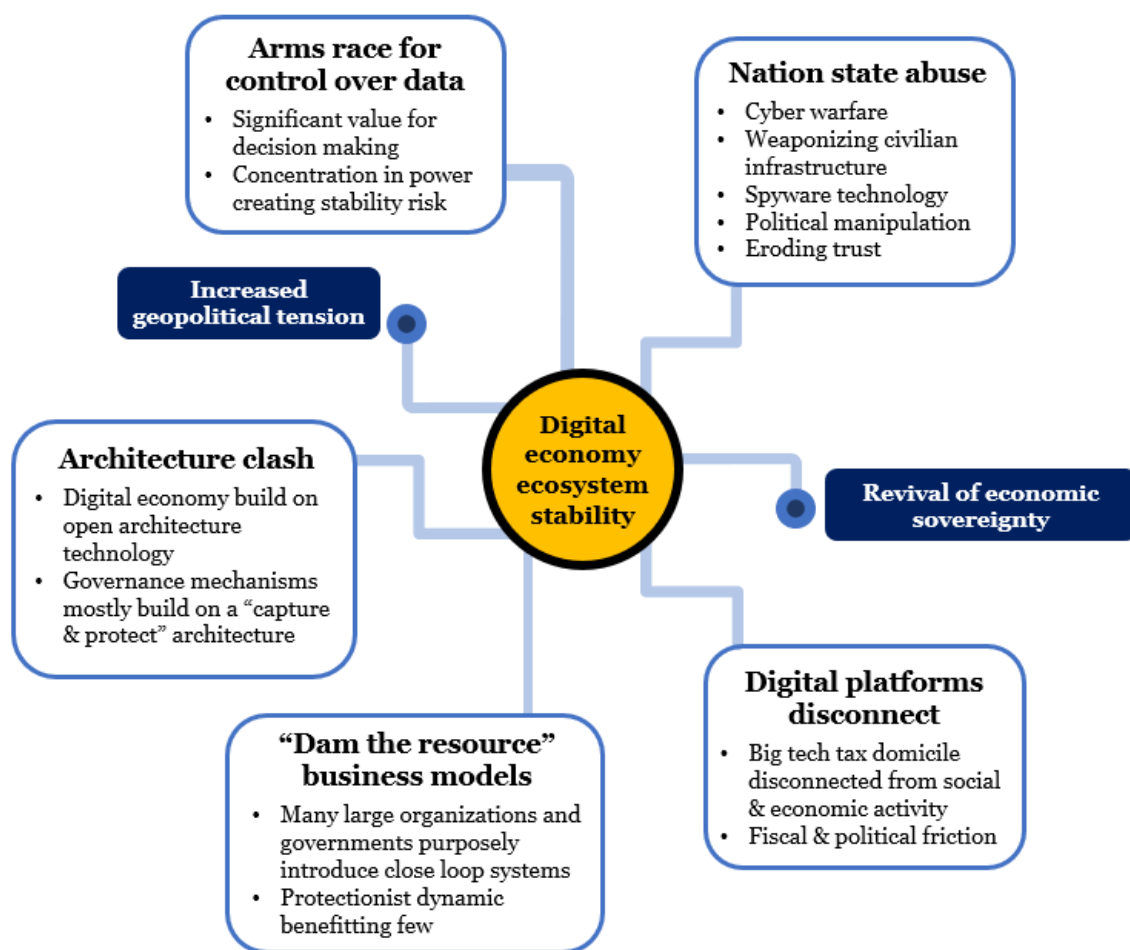 Arms race for
control over data
• Significant value for
decision making
• Concentration in power
creating stability risk
Nation state abuse
• Cyber warfare
• Weaponizing civilian
infrastructure
• Spyware technology
• Political manipulation
• Eroding trust
Increased
geopolitical tension
Digital
economy
ecosystem
stability
Architecture clash
• Digital economy build on
open architecture
technology
• Governance mechanisms
mostly build on a “capture
& protect” architecture
Revival of economic
sovereignty
“Dam the resource”
business models
• Many large organizations and
governments purposely
introduce close loop systems
• Protectionist dynamic
benefitting few
Digital platforms
disconnect
• Big tech tax domicile
disconnected from social
& economic activity
• Fiscal & political friction